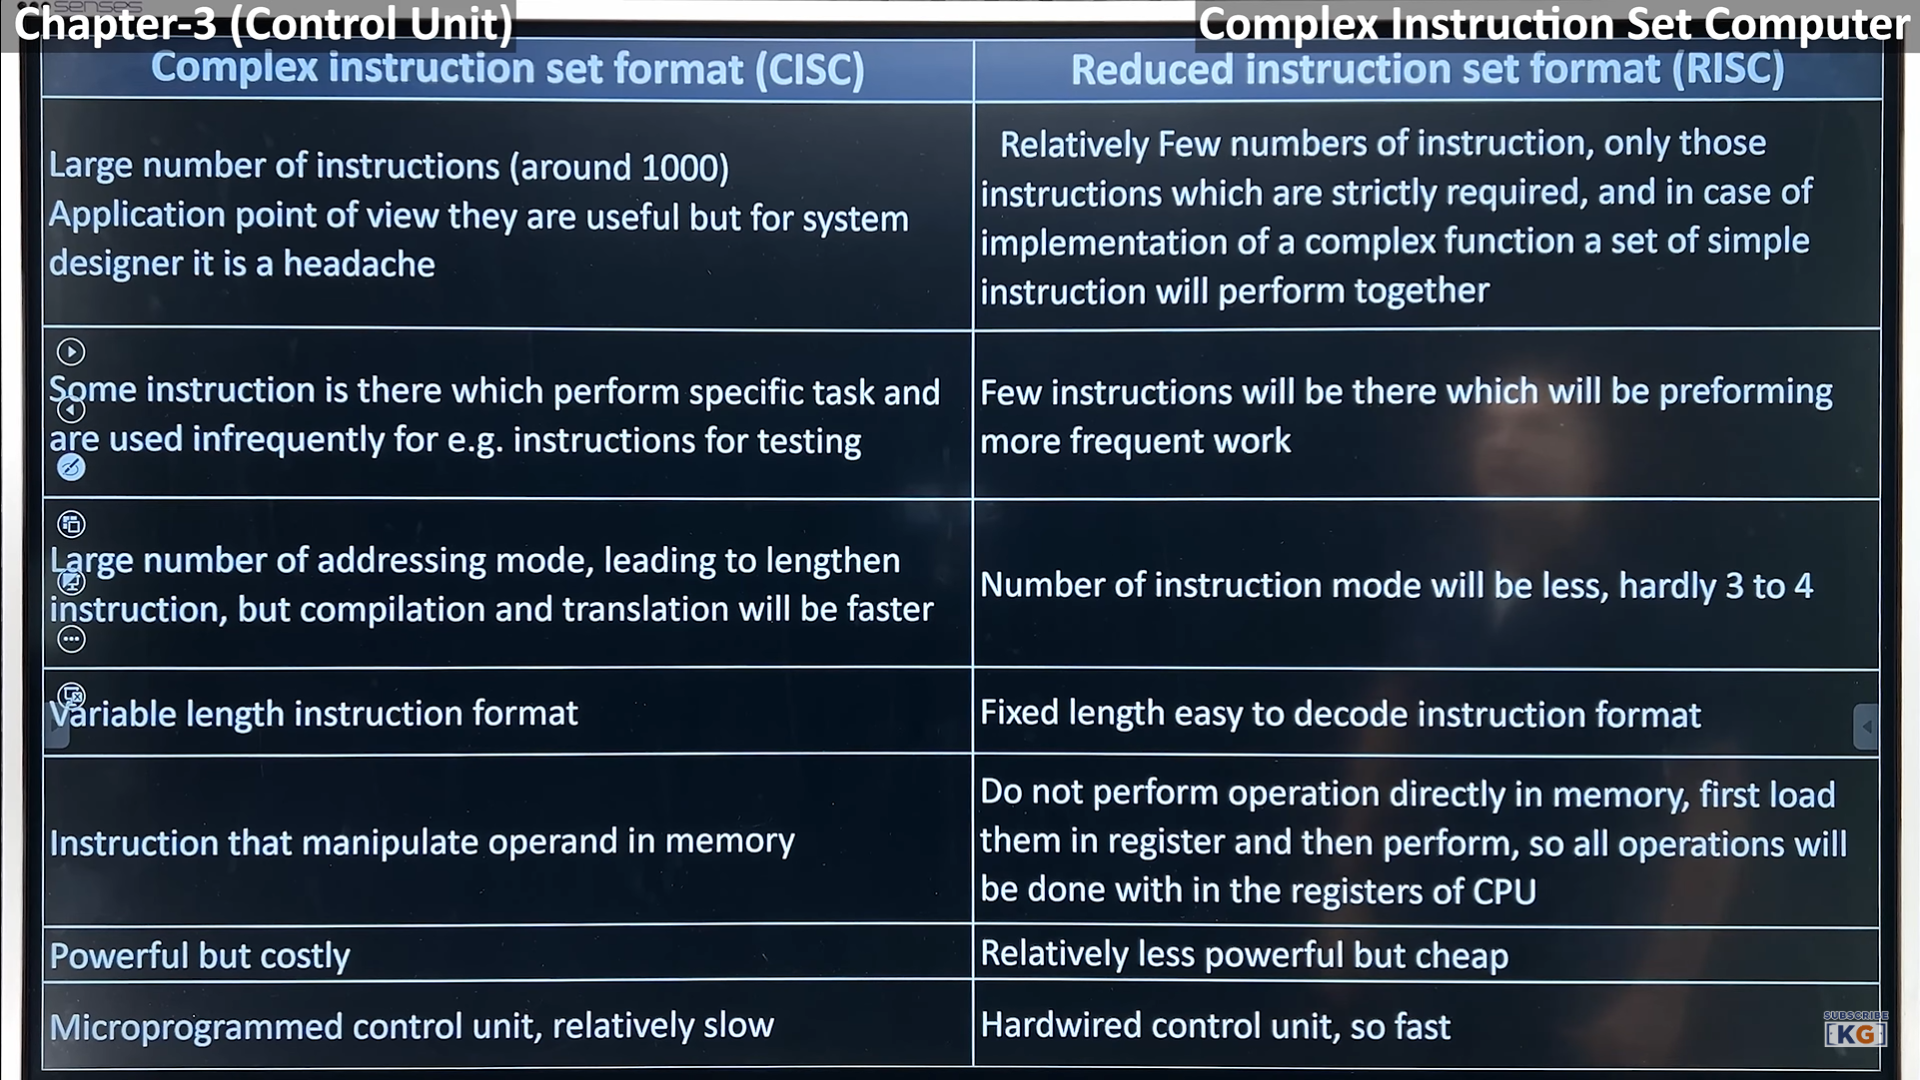 senses
Chapter-3 (Control Unit)
Complex Instruction Set Computer
Complex instruction set format (CISC)
Reduced instruction set format (RISC)
Large number of instructions (around 1000)
Application point of view they are useful but for system
designer it is a headache
Relatively Few numbers of instruction, only those
instructions which are strictly required, and in case of
implementation of a complex function a set of simple
instruction will perform together
Some instruction is there which perform specific task and
are used infrequently for e.g. instructions for testing
Few instructions will be there which will be preforming
more frequent work
Large number of addressing mode, leading to lengthen
instruction, but compilation and translation will be faster
Number of instruction mode will be less, hardly 3 to 4
Variable length instruction format
Fixed length easy to decode instruction format
Instruction that manipulate operand in memory
Do not perform operation directly in memory, first load
them in register and then perform, so all operations will
be done with in the registers of CPU
Powerful but costly
Relatively less powerful but cheap
Microprogrammed control unit, relatively slow
Hardwired control unit, so fast
SUBSCRIBE
KG